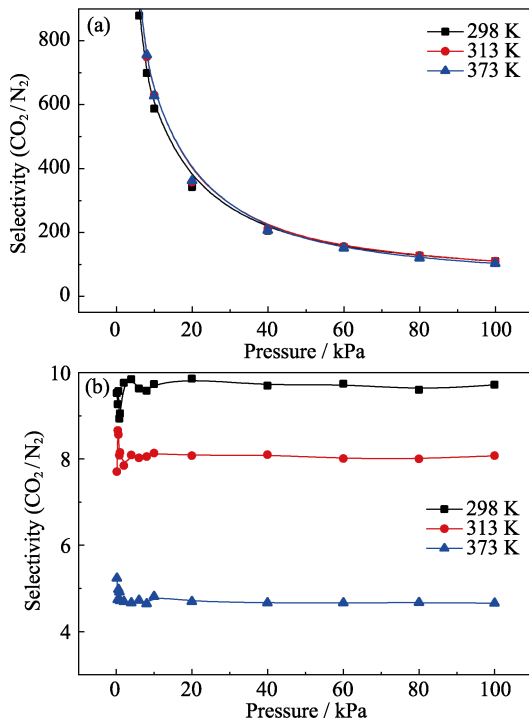 (a)
298 K
313 K
373 K
Selectivity (CO₂/N₂)
800
600
400
200
0
0 20 40 60 80 100
Pressure / kPa
(b)
298 K
313 K
373 K
Selectivity (CO₂/N₂)
10
8
6
4
0 20 40 60 80 100
Pressure / kPa